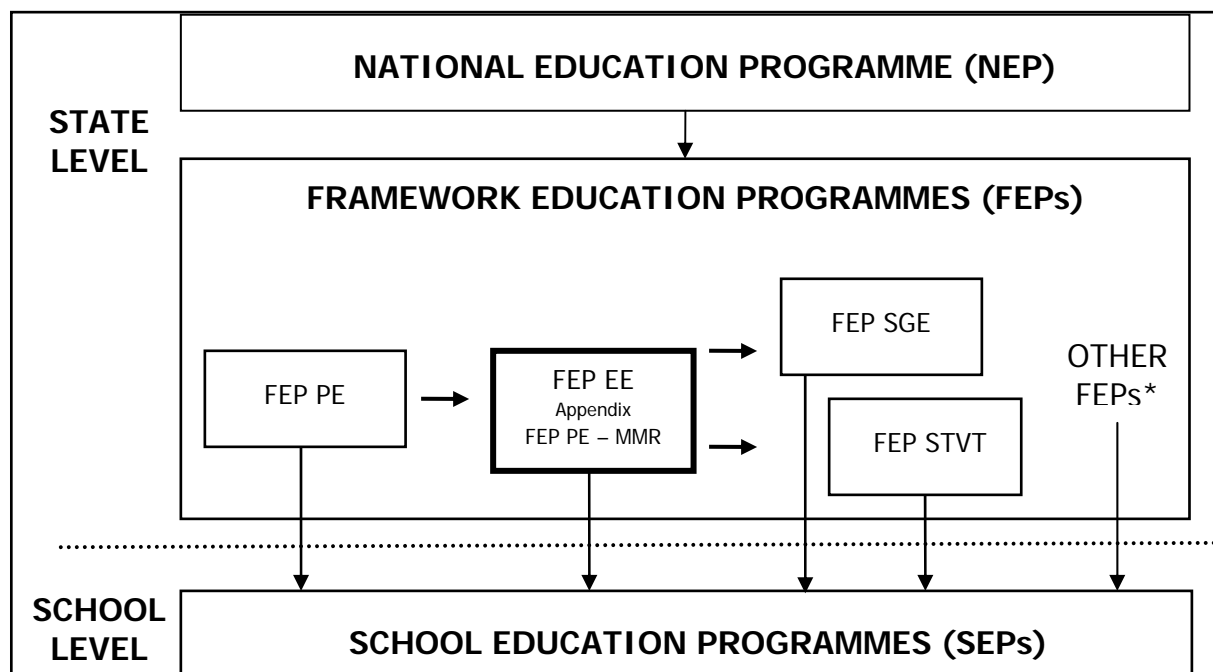 NATIONAL EDUCATION PROGRAMME (NEP)
STATE
LEVEL
FRAMEWORK EDUCATION PROGRAMMES (FEPs)
FEP SGE
FEP PE
FEP EE
Appendix
FEP PE – MMR
OTHER
FEPs*
FEP STVT
SCHOOL
LEVEL
SCHOOL EDUCATION PROGRAMMES (SEPs)